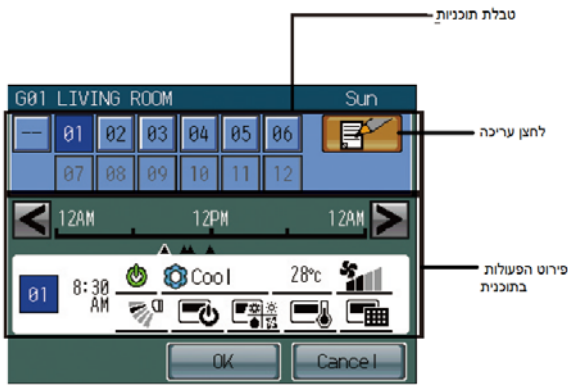 טבלת תוכניות
G01 LIVING ROOM Sun
-- 01 02 03 04 05 06
לחצן עריכה
07 08 09 10 11 12
< 12AM 12PM 12AM >
פירוט הפעולות
בתוכנית
01 8:30 AM Cool 28°c
OK Cancel